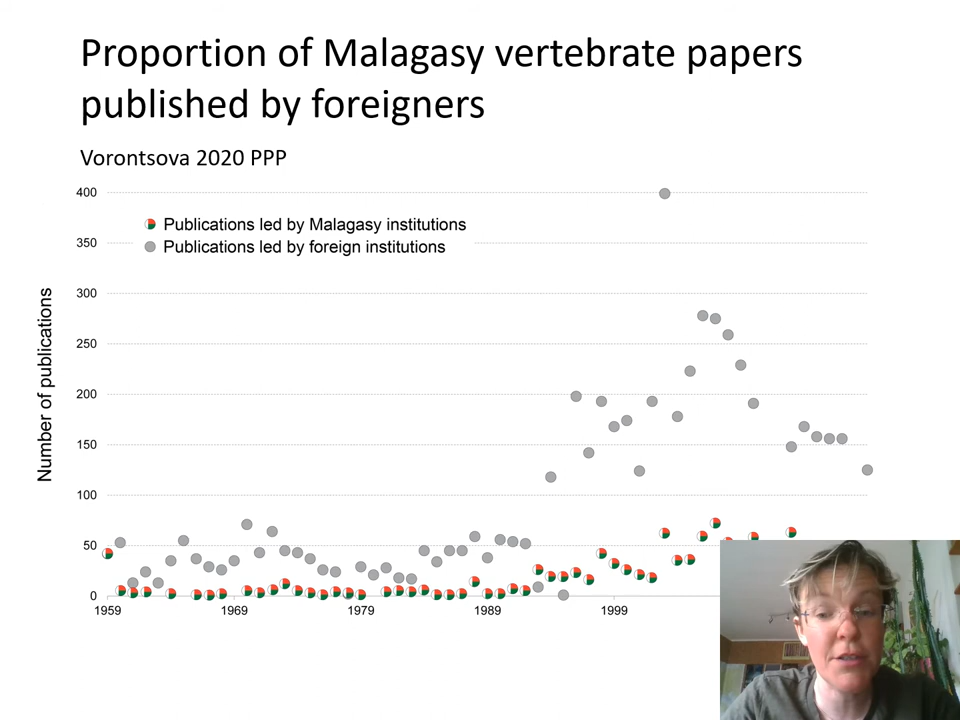 Proportion of Malagasy vertebrate papers
published by foreigners
Vorontsova 2020 PPP
400
Publications led by Malagasy institutions
350
Publications led by foreign institutions
300
250
200
150
100
50
0
Number of publications
1959
1969
1979
1989
1999